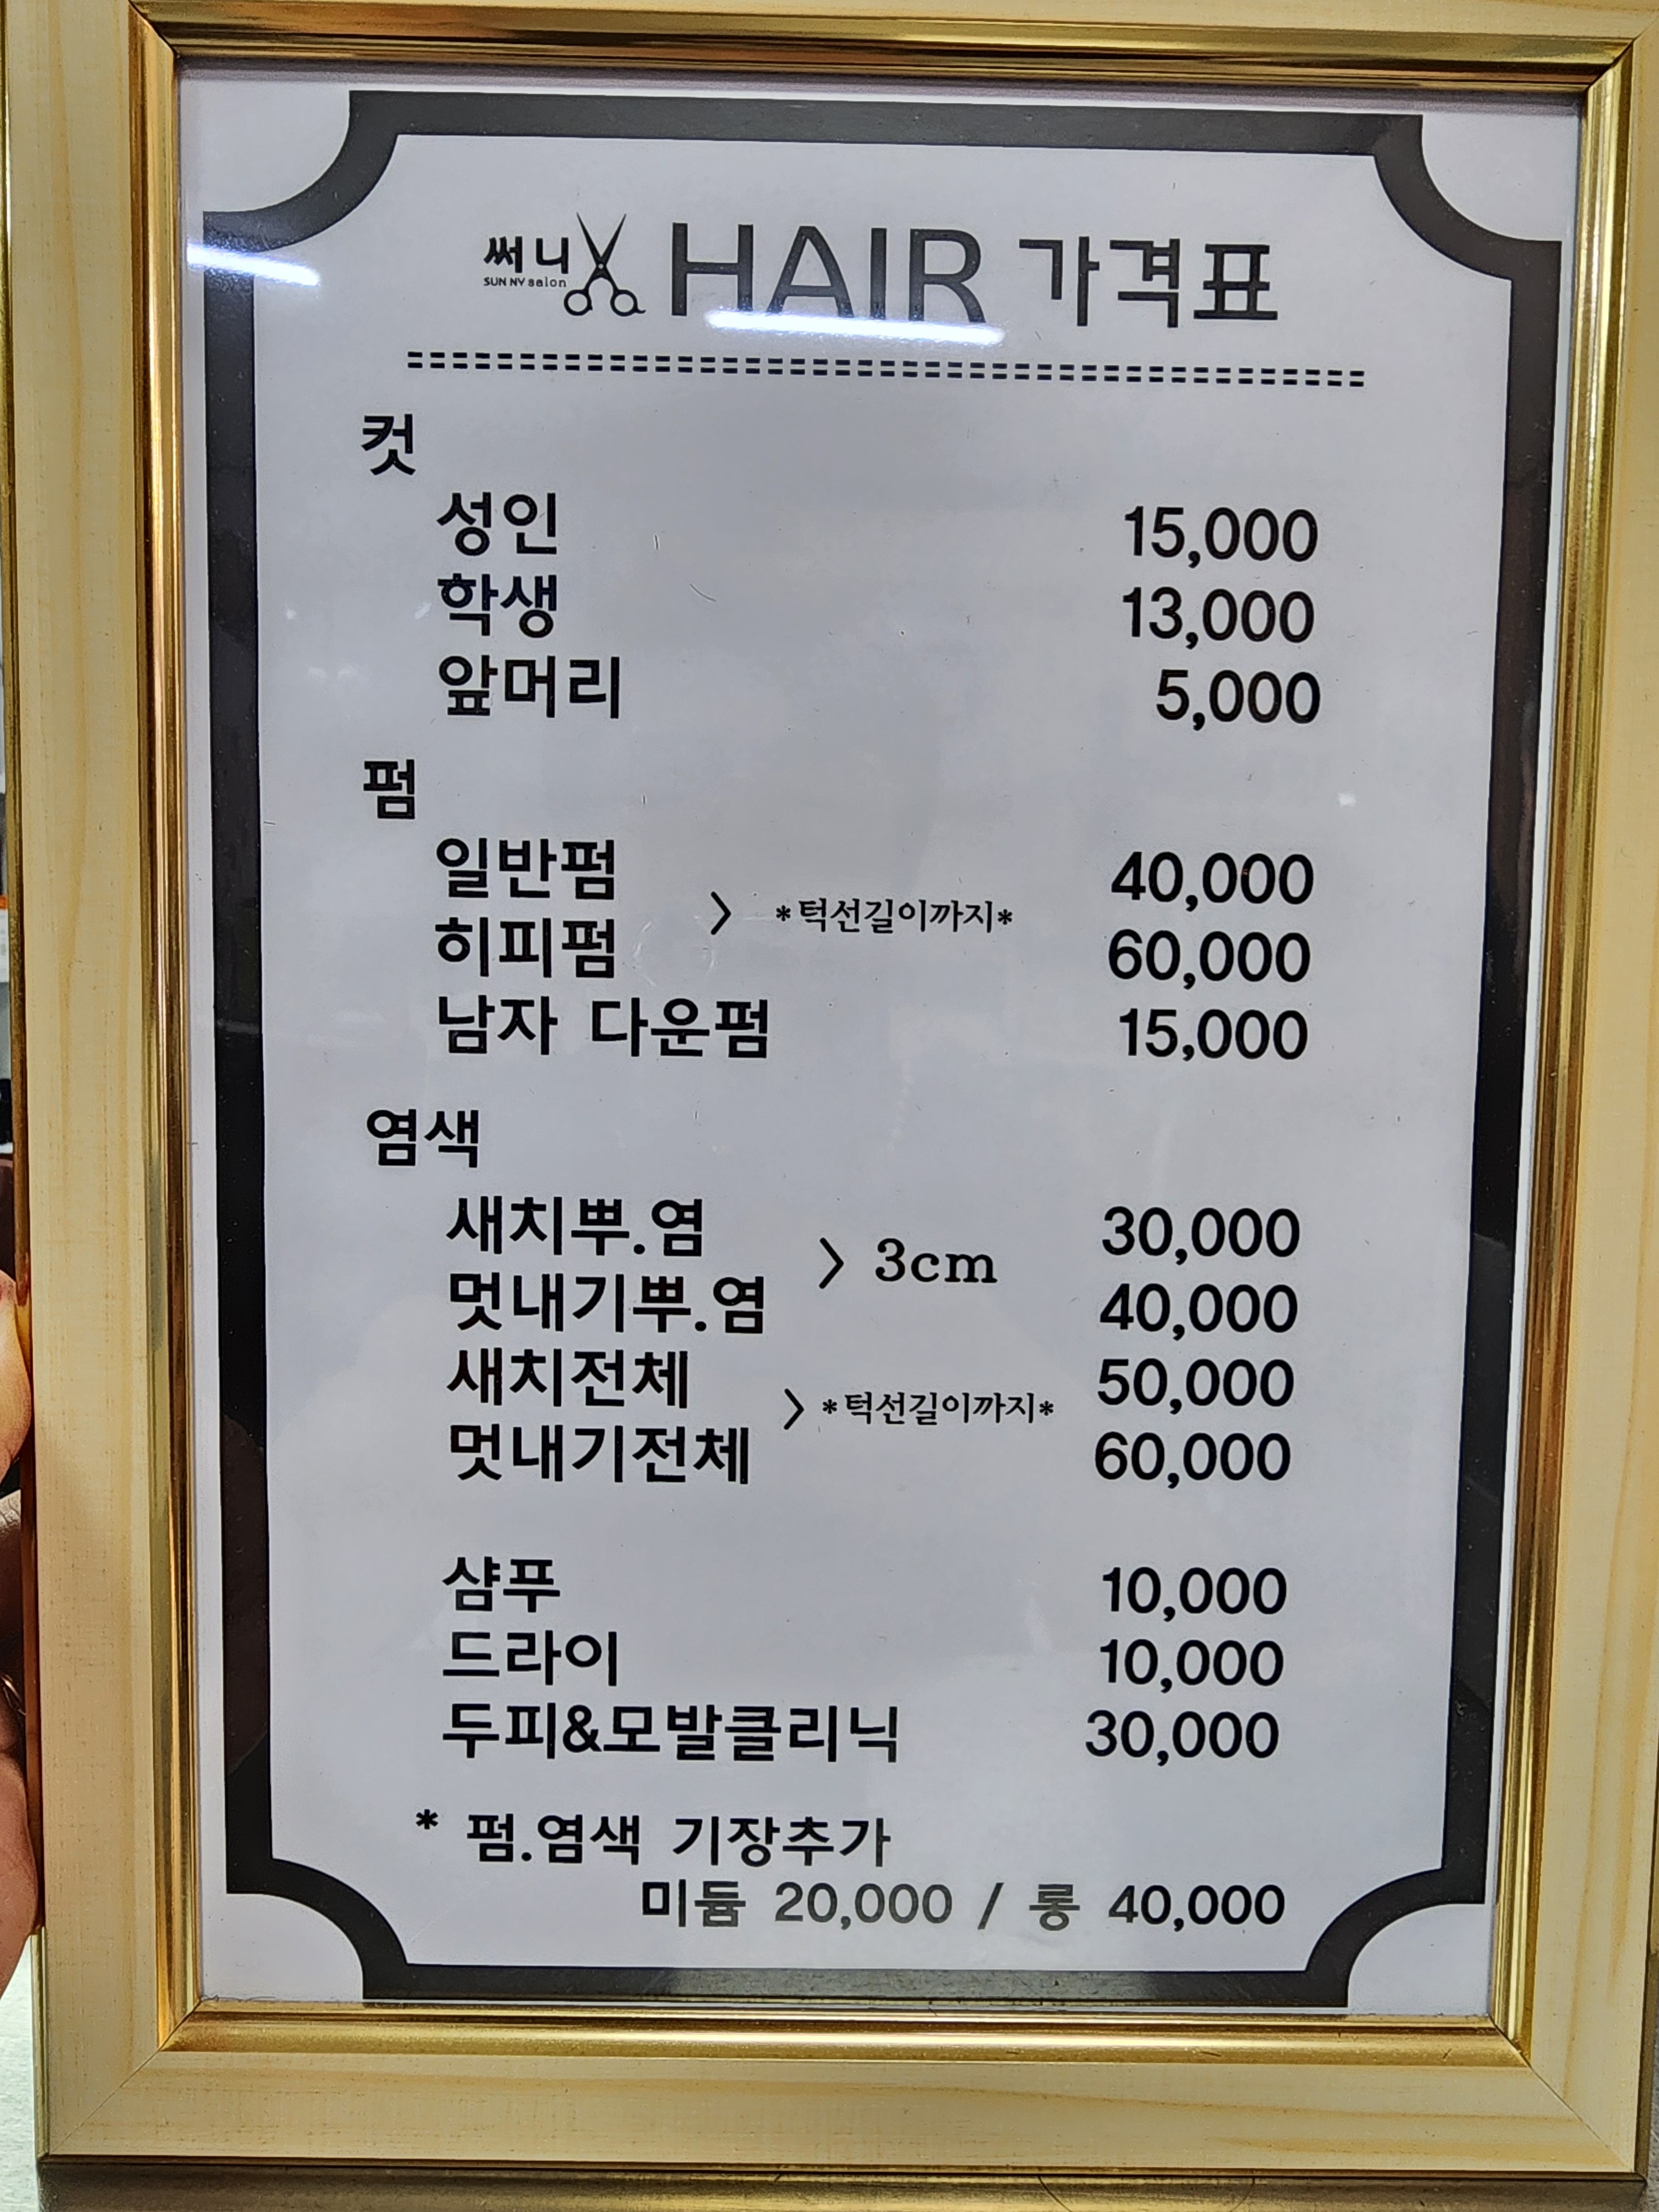 써니 HAIR 가격표
SUN NY salon
컷
성인 15,000
학생 13,000
앞머리 5,000
펌
일반펌 40,000
> *턱선길이까지*
히피펌 60,000
남자 다운펌 15,000
염색
새치뿌.염 30,000
> 3cm
멋내기뿌.염 40,000
새치전체 50,000
> *턱선길이까지*
멋내기전체 60,000
샴푸 10,000
드라이 10,000
두피&모발클리닉 30,000
* 펌.염색 기장추가
미듐 20,000 / 롱 40,000